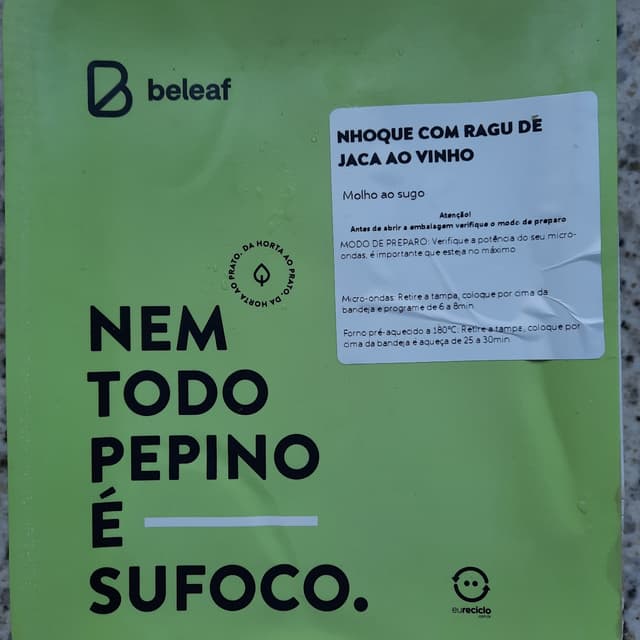 beleaf
NHOQUE COM RAGU DE
JACA AO VINHO
Molho ao sugo
Atenção!
Antes de abrir a embalagem verifique o modo de preparo
MODO DE PREPARO: Verifique a potência do seu micro-
ondas, é importante que esteja no máximo
Micro-ondas: Retire a tampa, coloque por cima da
bandeja e programe de 6 a 8min.
Forno pré-aquecido a 180ºC. Retire a tampa, coloque por
cima da bandeja e aqueça de 25 a 30min.
DA HORTA AO PRATO. DA HORTA AO PRATO.
NEM
TODO
PEPINO
É
SUFOCO.
eureciclo